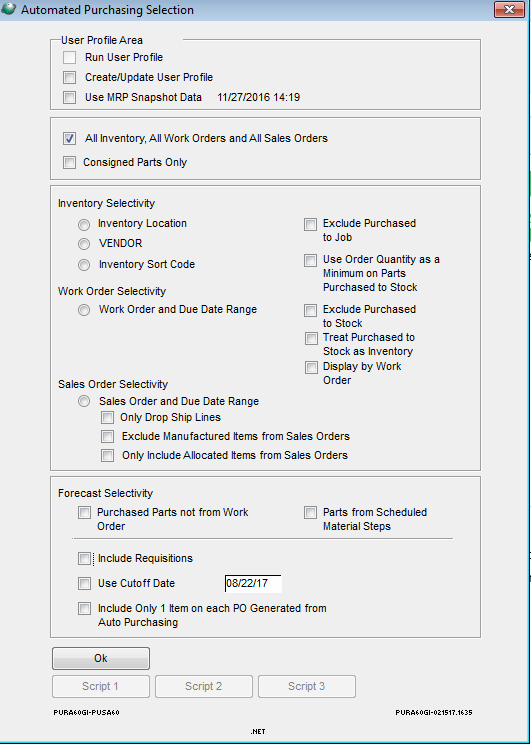 Automated Purchasing Selection
User Profile Area
Run User Profile
Create/Update User Profile
Use MRP Snapshot Data 11/27/2016 14:19
All Inventory, All Work Orders and All Sales Orders
Consigned Parts Only
Inventory Selectivity
Inventory Location
VENDOR
Inventory Sort Code
Exclude Purchased
to Job
Use Order Quantity as a
Minimum on Parts
Purchased to Stock
Work Order Selectivity
Work Order and Due Date Range
Exclude Purchased
to Stock
Treat Purchased to
Stock as Inventory
Display by Work
Order
Sales Order Selectivity
Sales Order and Due Date Range
Only Drop Ship Lines
Exclude Manufactured Items from Sales Orders
Only Include Allocated Items from Sales Orders
Forecast Selectivity
Purchased Parts not from Work
Order
Parts from Scheduled
Material Steps
Include Requisitions
Use Cutoff Date 08/22/17
Include Only 1 Item on each PO Generated from
Auto Purchasing
Ok
Script 1 Script 2 Script 3
PURA60GI-PUSA60 PURA60GI-021517.1635
.NET